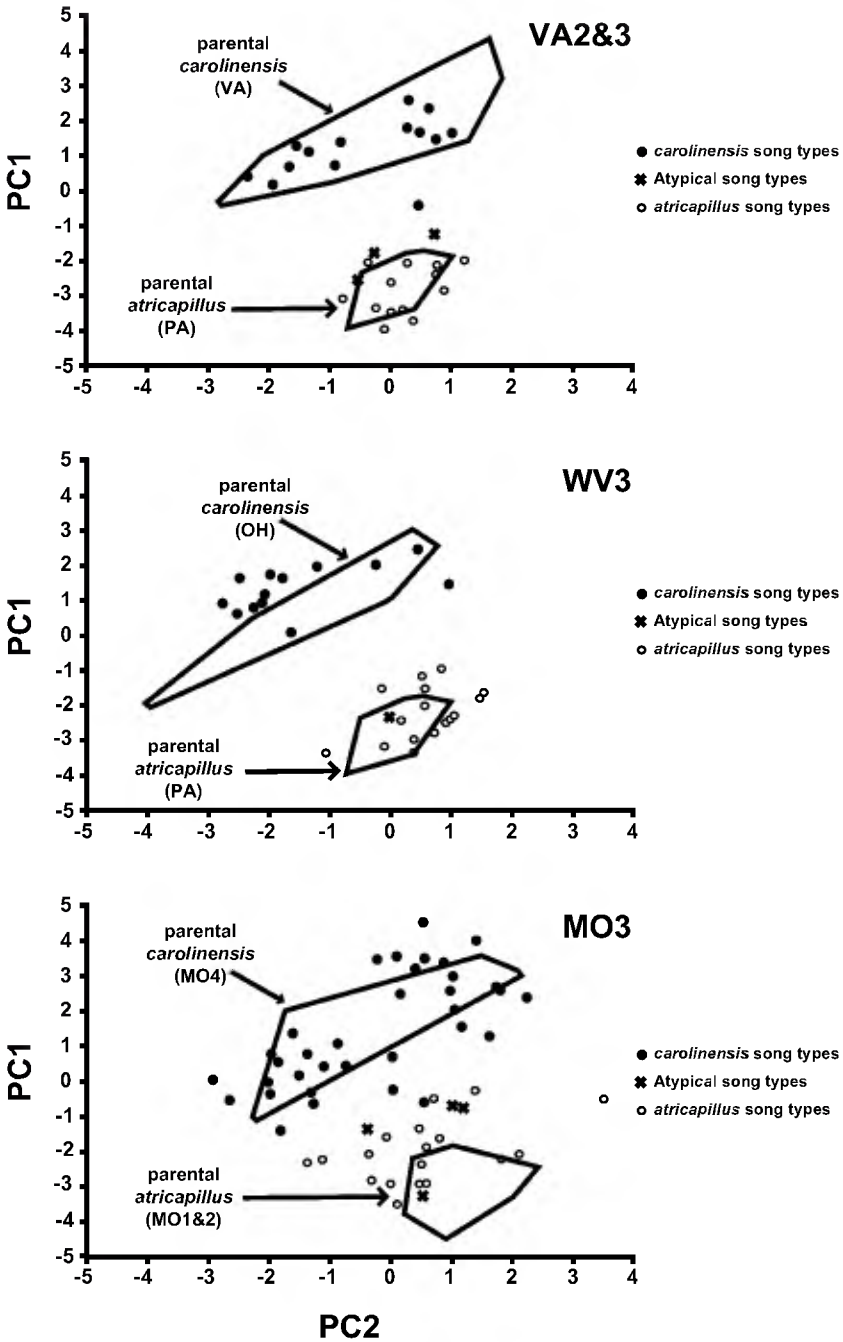 VA2&3
5
4
3
2
1
0
-1
-2
-3
-4
-5
PC1
parental
carolinensis
(VA)
parental
atricapillus
(PA)
carolinensis song types
Atypical song types
atricapillus song types
-5 -4 -3 -2 -1 0 1 2 3 4
WV3
5
4
3
2
1
0
-1
-2
-3
-4
-5
PC1
parental
carolinensis
(OH)
parental
atricapillus
(PA)
carolinensis song types
Atypical song types
atricapillus song types
-5 -4 -3 -2 -1 0 1 2 3 4
MO3
5
4
3
2
1
0
-1
-2
-3
-4
-5
PC1
parental
carolinensis
(MO4)
parental
atricapillus
(MO1&2)
carolinensis song types
Atypical song types
atricapillus song types
-5 -4 -3 -2 -1 0 1 2 3 4
PC2